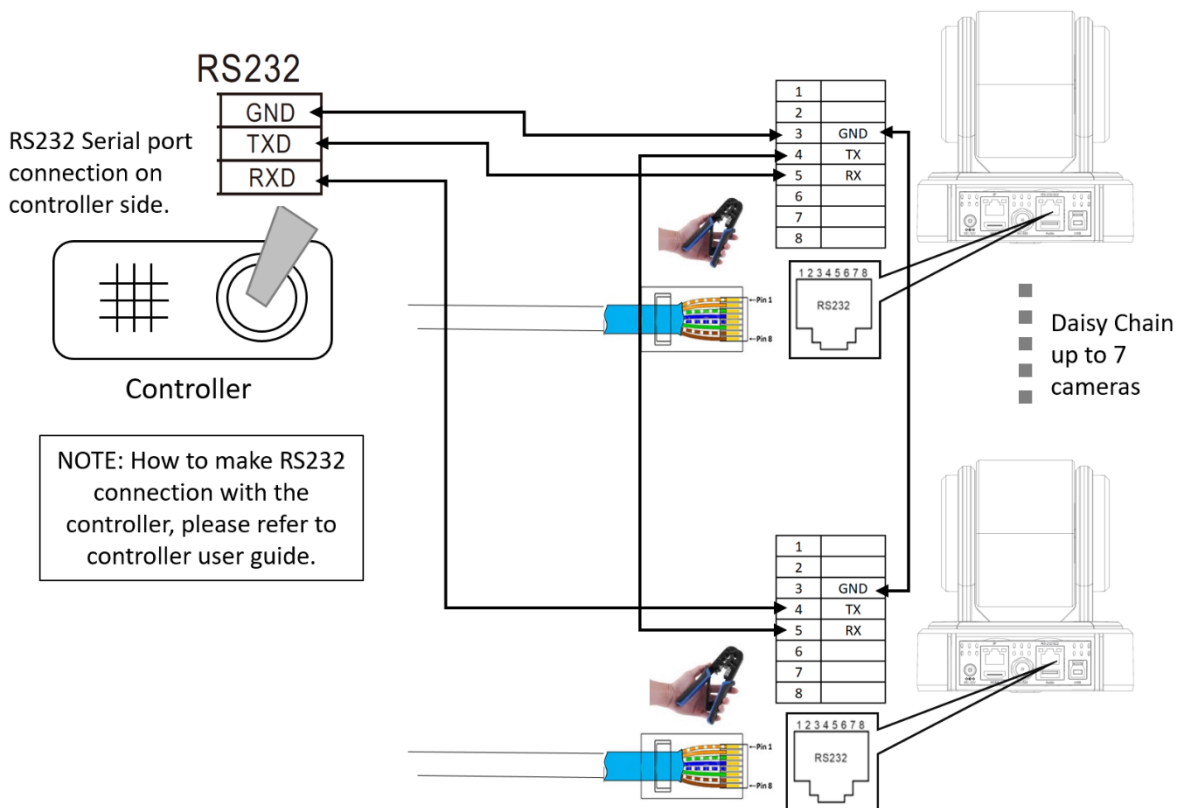 RS232
GND
TXD
RXD
RS232 Serial port
connection on
controller side.
Controller
NOTE: How to make RS232
connection with the
controller, please refer to
controller user guide.
1
2
3 GND
4 TX
5 RX
6
7
8
Pin 1
Pin 8
1 2 3 4 5 6 7 8
RS232
Daisy Chain
up to 7
cameras
1
2
3 GND
4 TX
5 RX
6
7
8
Pin 1
Pin 8
1 2 3 4 5 6 7 8
RS232